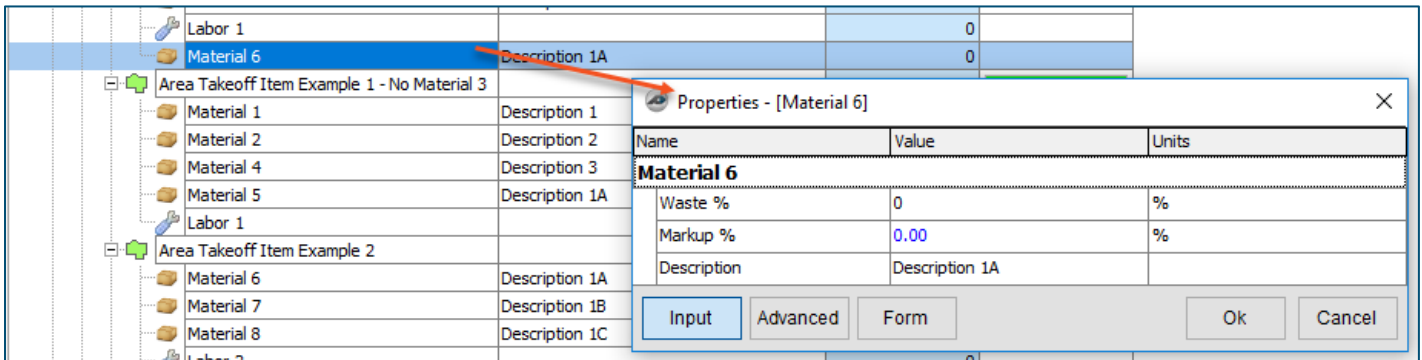 Labor 1 0
Material 6 Description 1A 0
Area Takeoff Item Example 1 - No Material 3
Material 1 Description 1
Material 2 Description 2
Material 4 Description 3
Material 5 Description 1A
Labor 1
Area Takeoff Item Example 2
Material 6 Description 1A
Material 7 Description 1B
Material 8 Description 1C
Properties - [Material 6]
Name Value Units
Material 6
Waste % 0 %
Markup % 0.00 %
Description Description 1A
Input Advanced Form Ok Cancel